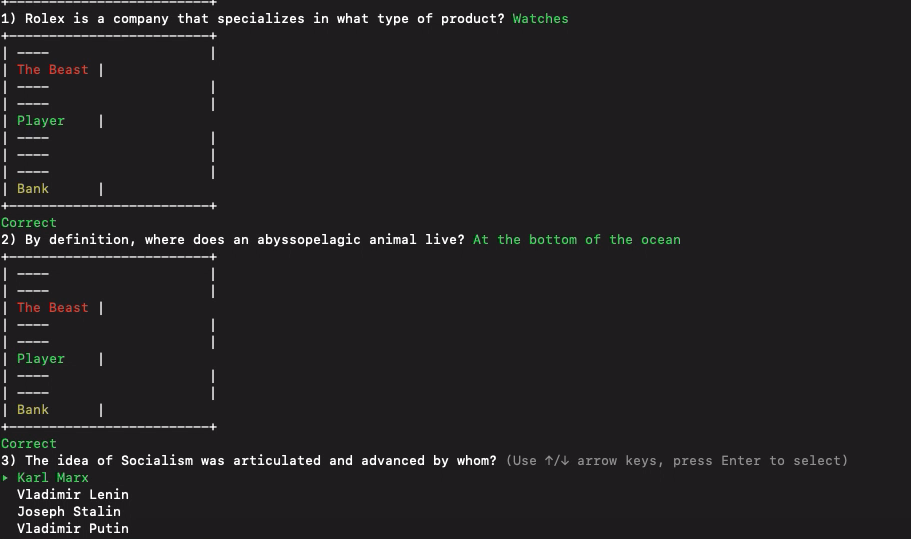 +------------------------+
1) Rolex is a company that specializes in what type of product? Watches
+------------------------+
| ---- |
| The Beast |
| ---- |
| ---- |
| Player |
| ---- |
| ---- |
| ---- |
| Bank |
+------------------------+
Correct
2) By definition, where does an abyssopelagic animal live? At the bottom of the ocean
+------------------------+
| ---- |
| ---- |
| The Beast |
| ---- |
| ---- |
| Player |
| ---- |
| ---- |
| Bank |
+------------------------+
Correct
3) The idea of Socialism was articulated and advanced by whom? (Use ↑/↓ arrow keys, press Enter to select)
‣ Karl Marx
Vladimir Lenin
Joseph Stalin
Vladimir Putin